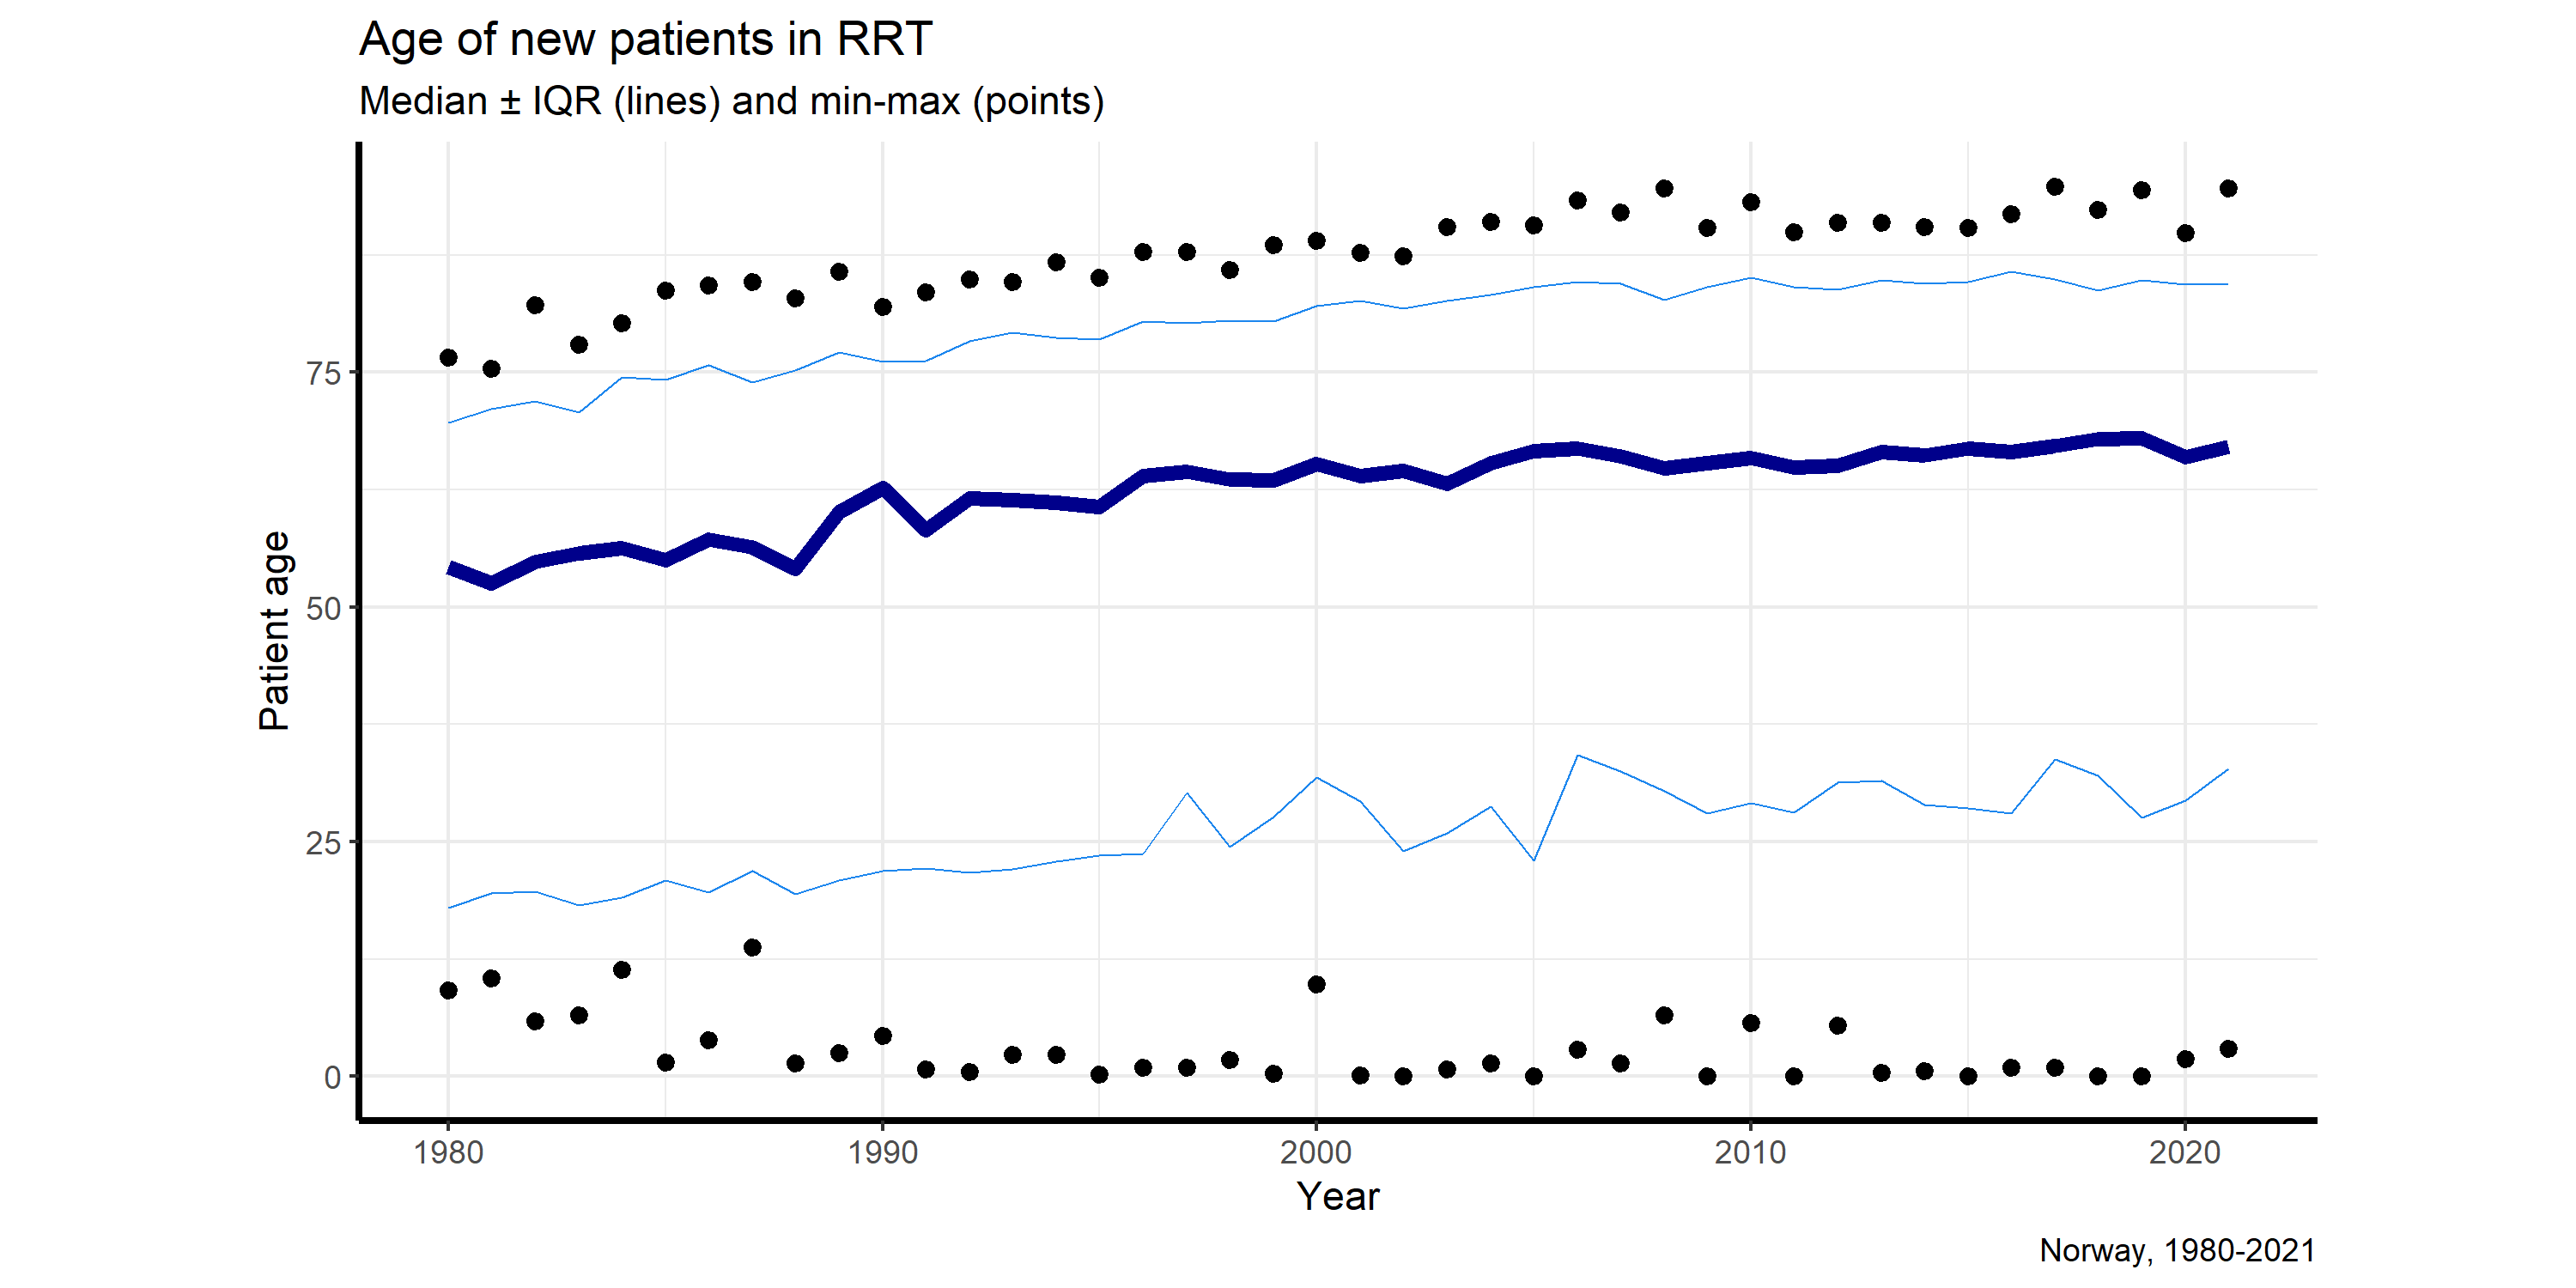 Age of new patients in RRT
Median ± IQR (lines) and min-max (points)
Patient age
75
50
25
0
1980 1990 2000 2010 2020
Year
Norway, 1980-2021